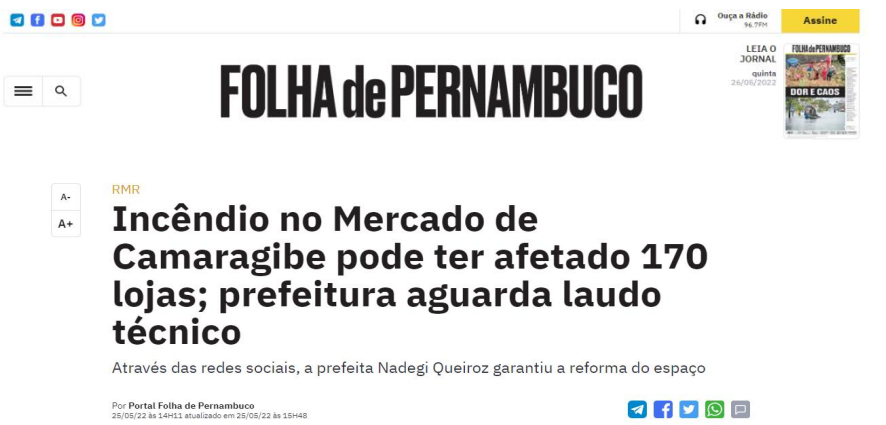 Ouça a Rádio
96.7FM
Assine
LEIA O
JORNAL
quinta
26/05/2022
FOLHA de PERNAMBUCO
DOR E CAOS
FOLHA de PERNAMBUCO
A-
A+
RMR
Incêndio no Mercado de
Camaragibe pode ter afetado 170
lojas; prefeitura aguarda laudo
técnico
Através das redes sociais, a prefeita Nadegi Queiroz garantiu a reforma do espaço
Por Portal Folha de Pernambuco
25/05/22 às 14H11 atualizado em 25/05/22 às 15H48